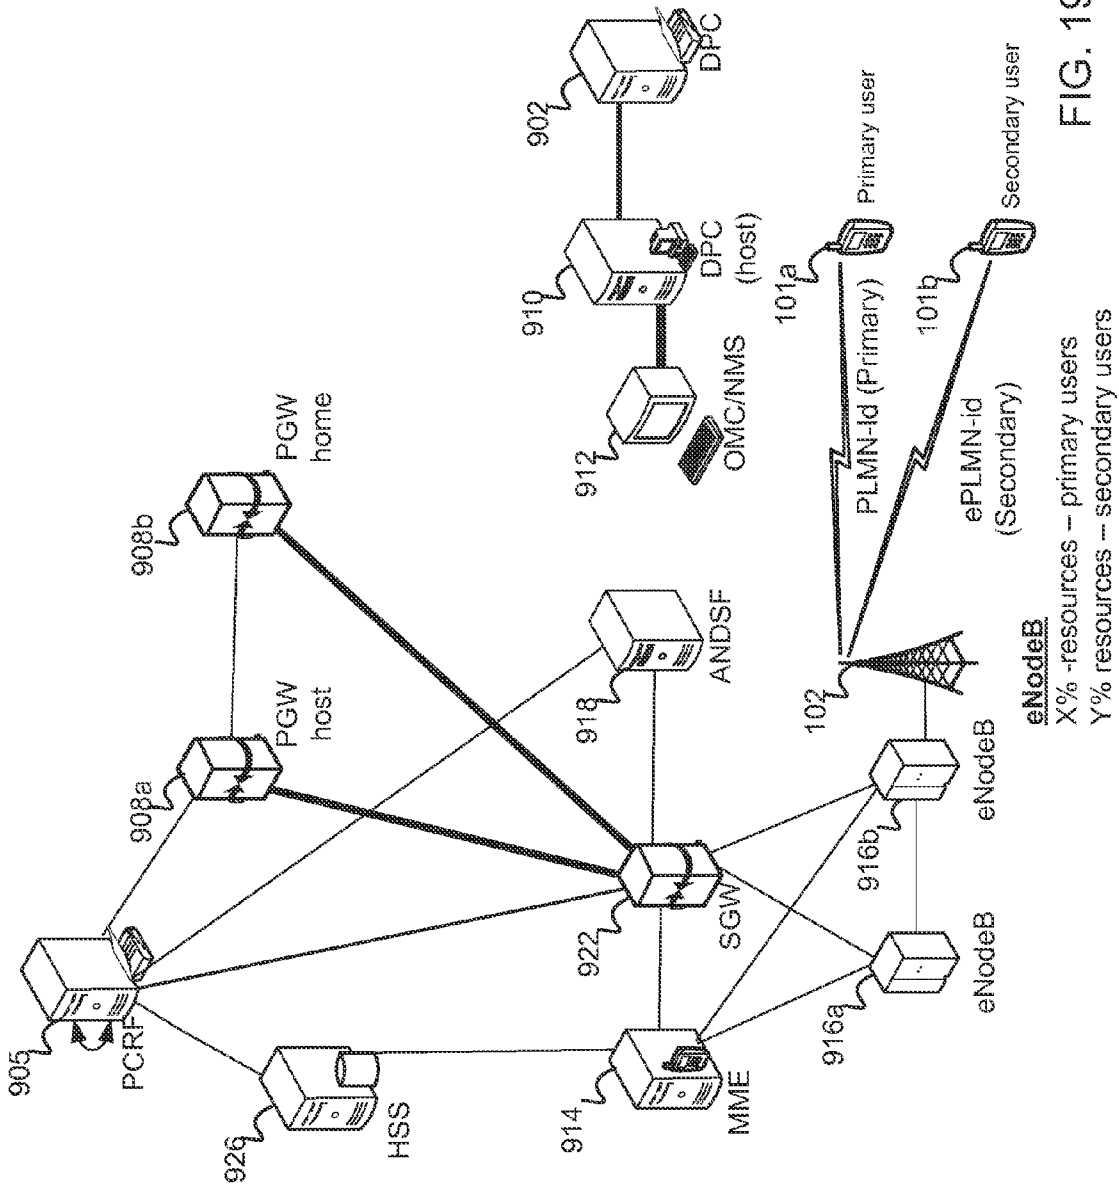 905
PCRF
908a
908b
926
PGW
host
PGW
home
HSS
914
922
918
912
910
902
MME
SGW
ANDSF
OMC/NMS
DPC
(host)
DPC
916a
916b
102
101a
Primary user
PLMN-id (Primary)
101b
ePLMN-id
(Secondary)
Secondary user
eNodeB
eNodeB
eNodeB
X% -resources – primary users
Y% resources – secondary users
FIG. 19